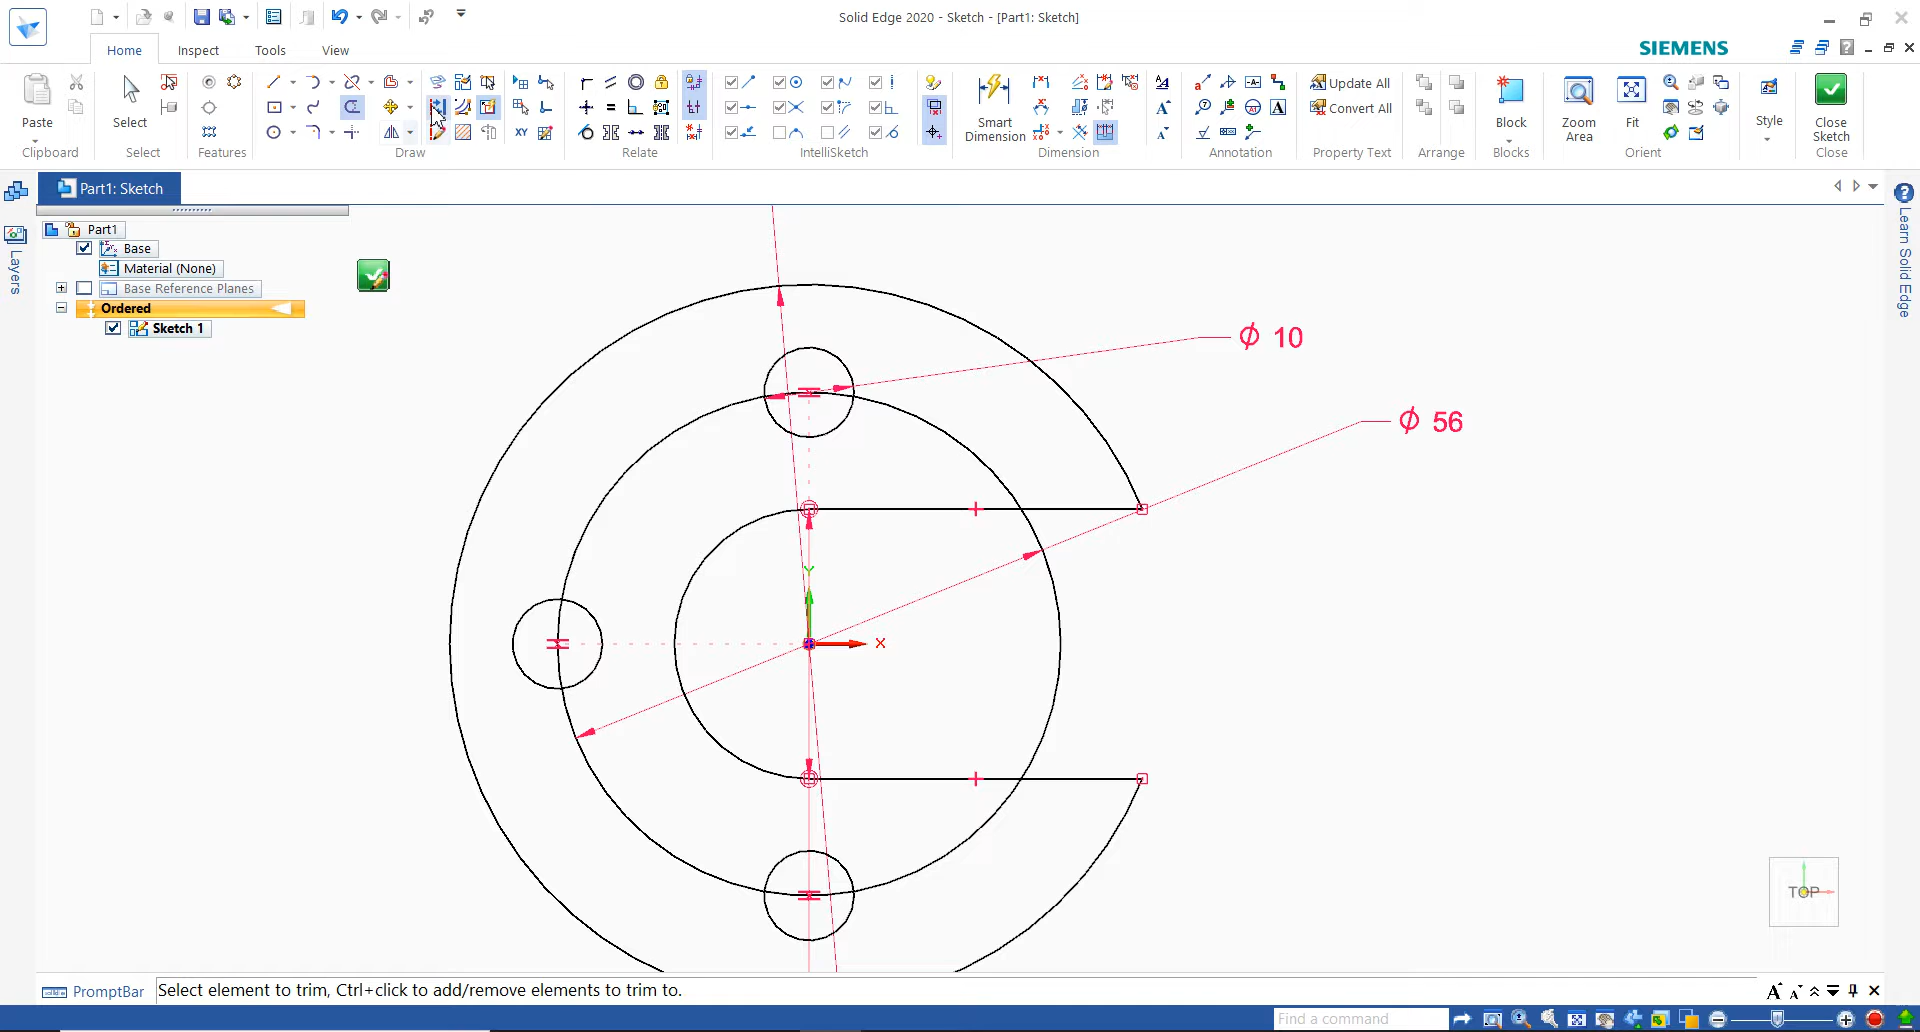 Solid Edge 2020 - Sketch - [Part1: Sketch]
Home Inspect Tools View
SIEMENS
Paste
Select
XY
Smart Dimension
A
Update All
Convert All
Block
Zoom Area
Fit
Style
Close Sketch
Clipboard Select Features Draw Relate IntelliSketch Dimension Annotation Property Text Arrange Blocks Orient Close
Part1: Sketch
Part1
Base
Material (None)
Base Reference Planes
Ordered
Sketch 1
Layers
Learn Solid Edge
ϕ 10
ϕ 56
Y
X
TOP
PromptBar
Select element to trim, Ctrl+click to add/remove elements to trim to.
Find a command